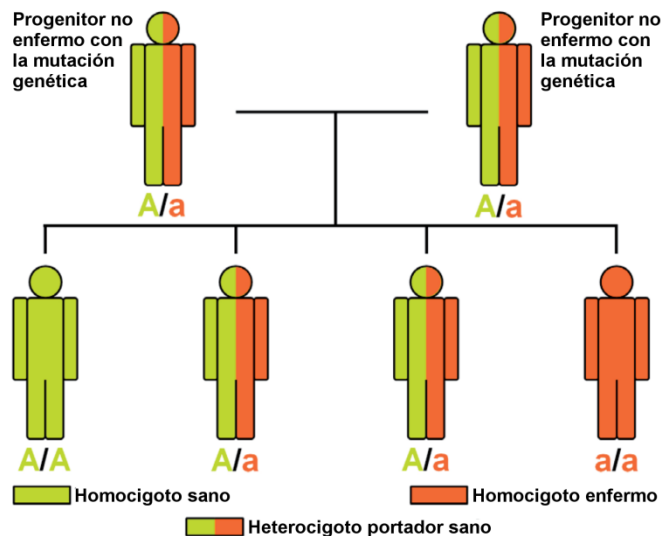 Progenitor no
enfermo con
la mutación
genética
Progenitor no
enfermo con
la mutación
genética
A/a
A/a
A/A
A/a
A/a
a/a
Homocigoto sano
Homocigoto enfermo
Heterocigoto portador sano